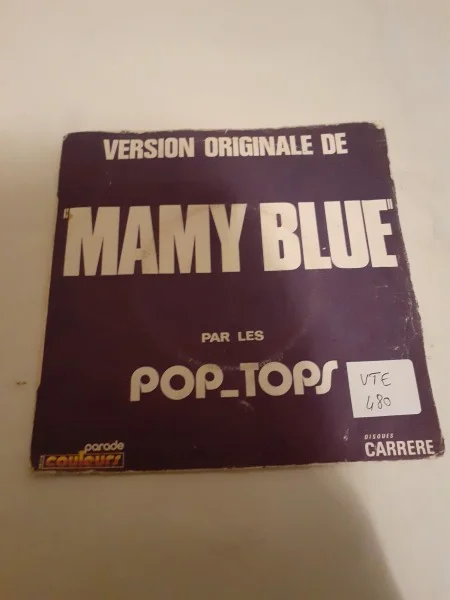 VERSION ORIGINALE DE
"MAMY BLUE"
PAR LES
POP_TOPS
VTE
480
parade
couleurs
DISQUES
CARRERE